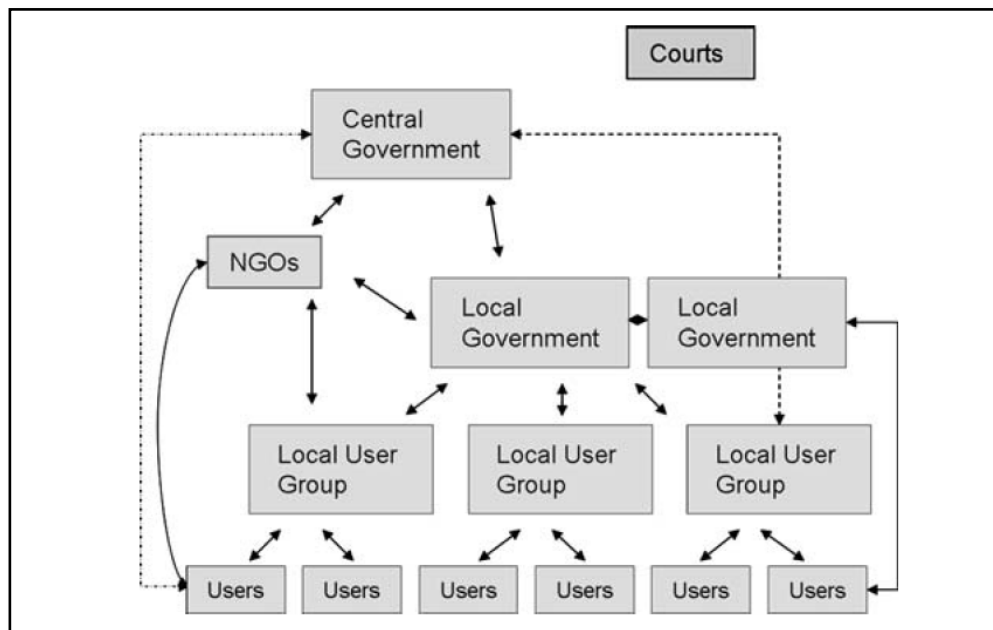 Courts
Central
Government
NGOs
Local
Government
Local
Government
Local User
Group
Local User
Group
Local User
Group
Users
Users
Users
Users
Users
Users